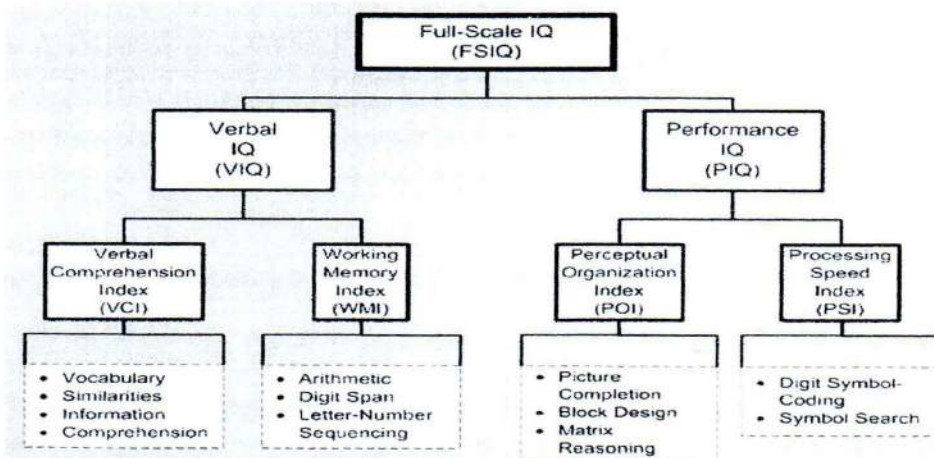 Full-Scale IQ
(FSIQ)
Verbal
IQ
(VIQ)
Performance
IQ
(PIQ)
Verbal
Comprehension
Index
(VCI)
Working
Memory
Index
(WMI)
Perceptual
Organization
Index
(POI)
Processing
Speed
Index
(PSI)
• Vocabulary
• Similarities
• Information
• Comprehension
• Arithmetic
• Digit Span
• Letter-Number
Sequencing
• Picture
Completion
• Block Design
• Matrix
Reasoning
• Digit Symbol-
Coding
• Symbol Search